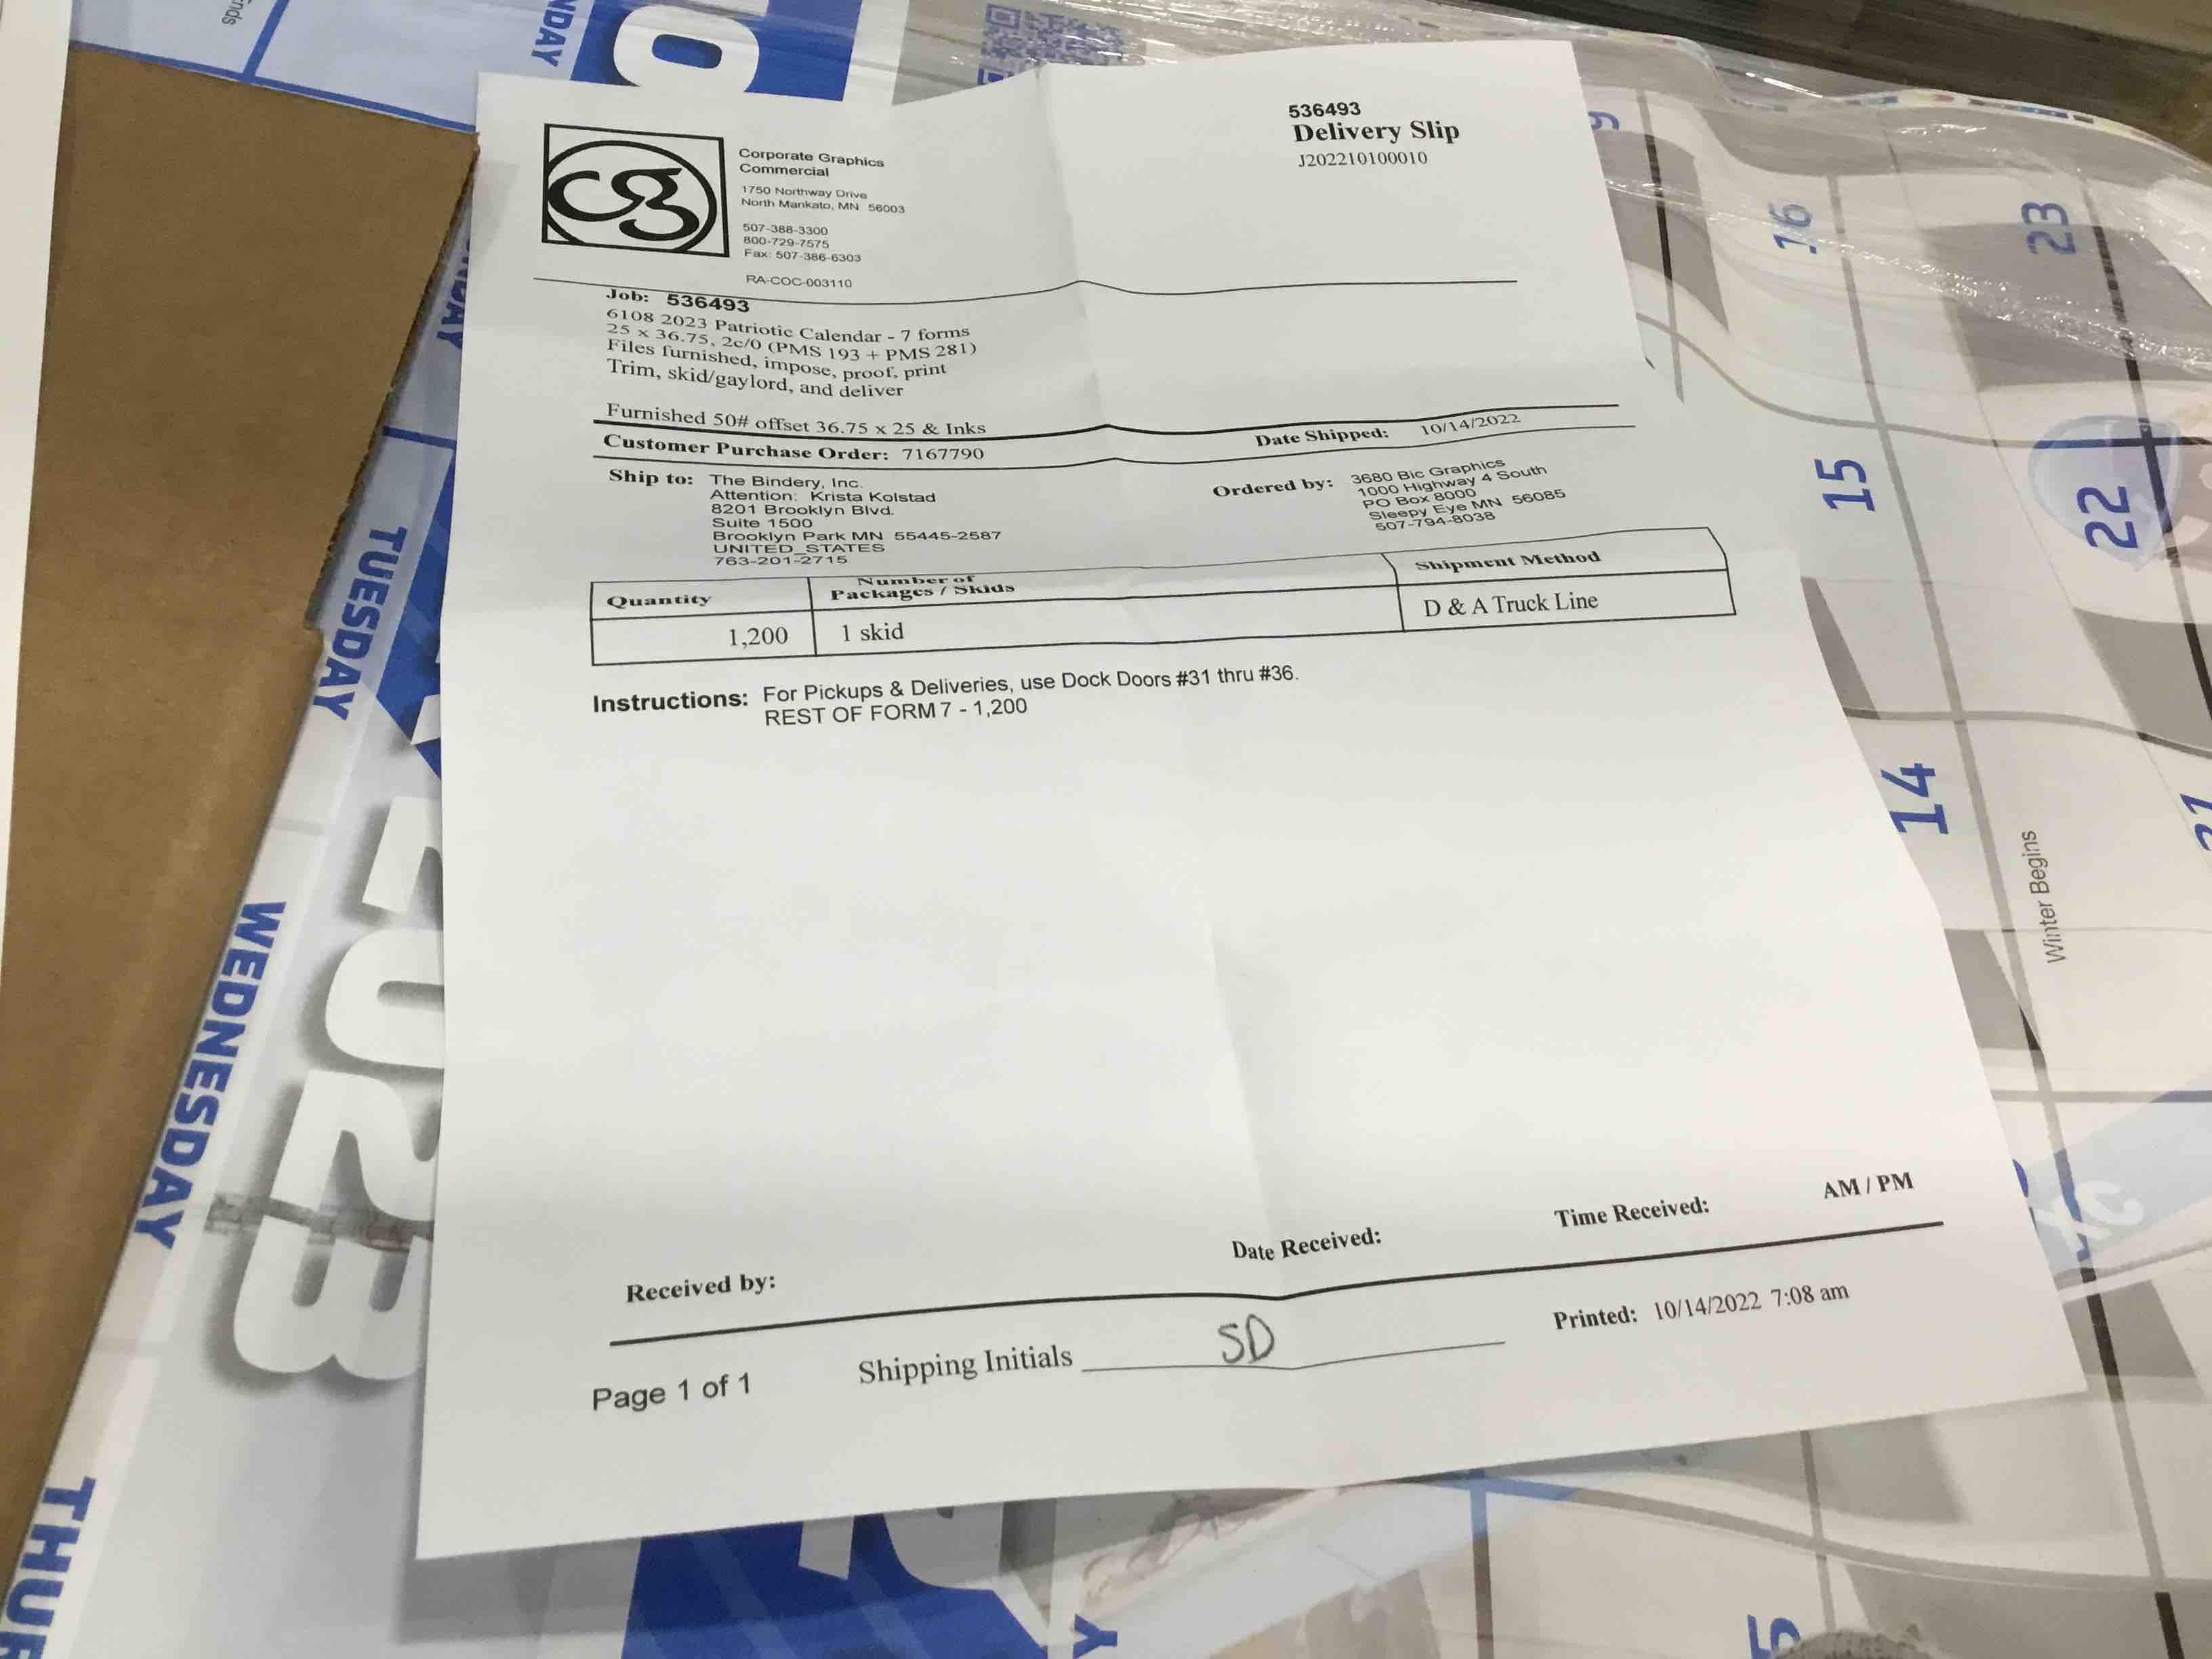 536493
Delivery Slip
J202210100010
cg
Corporate Graphics
Commercial
1750 Northway Drive
North Mankato, MN 56003
507-388-3300
800-729-7575
Fax: 507-386-6303
RA-COC-003110
Job: 536493
6108 2023 Patriotic Calendar - 7 forms
25 x 36.75, 2c/0 (PMS 193 + PMS 281)
Files furnished, impose, proof, print
Trim, skid/gaylord, and deliver
Furnished 50# offset 36.75 x 25 & Inks
Customer Purchase Order: 7167790
Date Shipped: 10/14/2022
Ship to: The Bindery, Inc.
Attention: Krista Kolstad
8201 Brooklyn Blvd.
Suite 1500
Brooklyn Park MN 55445-2587
UNITED_STATES
763-201-2715
Ordered by: 3680 Bic Graphics
1000 Highway 4 South
PO Box 8000
Sleepy Eye MN 56085
507-794-8038
Quantity
Number of
Packages / Skids
Shipment Method
1,200
1 skid
D & A Truck Line
Instructions: For Pickups & Deliveries, use Dock Doors #31 thru #36.
REST OF FORM 7 - 1,200
Received by:
Date Received:
Time Received:
AM / PM
Page 1 of 1
Shipping Initials SD
Printed: 10/14/2022 7:08 am
NDAY
TUESDAY
WEDNESDAY
THUR
023
9
16
23
15
22
14
21
Winter Begins
5
Y